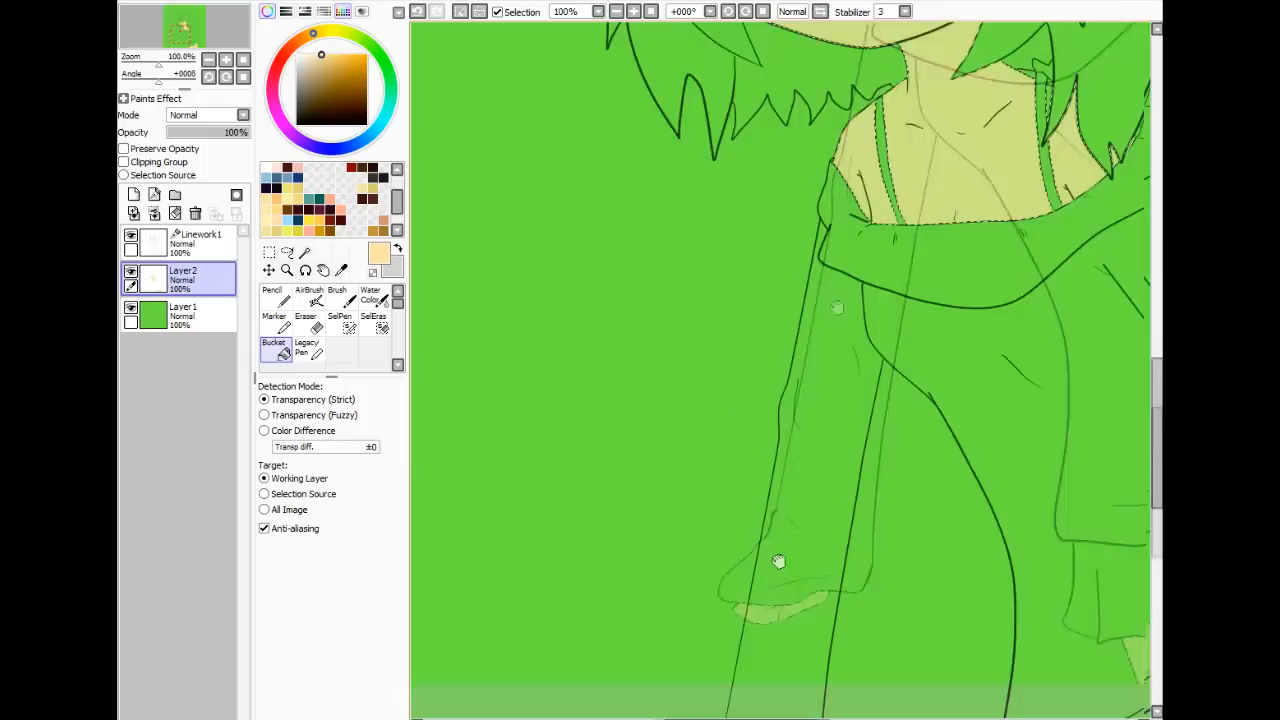 Selection 100% +000° Normal Stabilizer 3
Zoom 100.0%
Angle +0006
Paints Effect
Mode Normal
Opacity 100%
Preserve Opacity
Clipping Group
Selection Source
Linework1
Normal
100%
Layer2
Normal
100%
Layer1
Normal
100%
Pencil AirBrush Brush Water Color
Marker Eraser SelPen SelEras
Bucket Legacy Pen
Detection Mode:
Transparency (Strict)
Transparency (Fuzzy)
Color Difference
Transp diff. ±0
Target:
Working Layer
Selection Source
All Image
Anti-aliasing